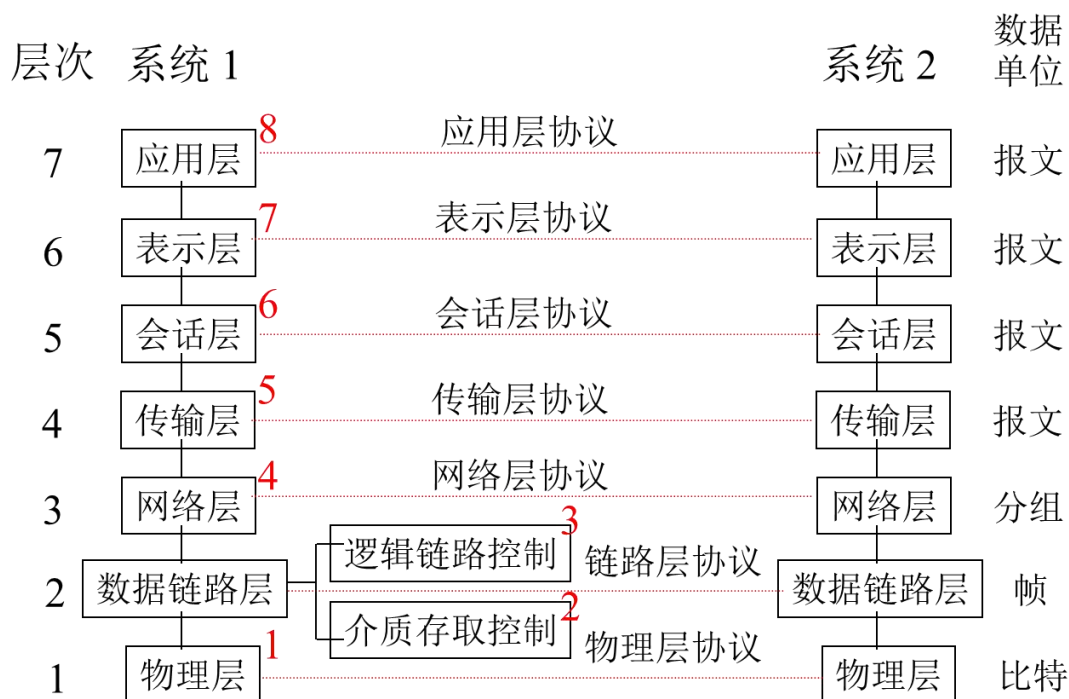 层次 系统 1 系统 2 数据
单位
7 应用层 8 应用层协议 应用层 报文
6 表示层 7 表示层协议 表示层 报文
5 会话层 6 会话层协议 会话层 报文
4 传输层 5 传输层协议 传输层 报文
3 网络层 4 网络层协议 网络层 分组
逻辑链路控制 3
2 数据链路层 链路层协议 数据链路层 帧
介质存取控制 2
1 物理层 1 物理层协议 物理层 比特